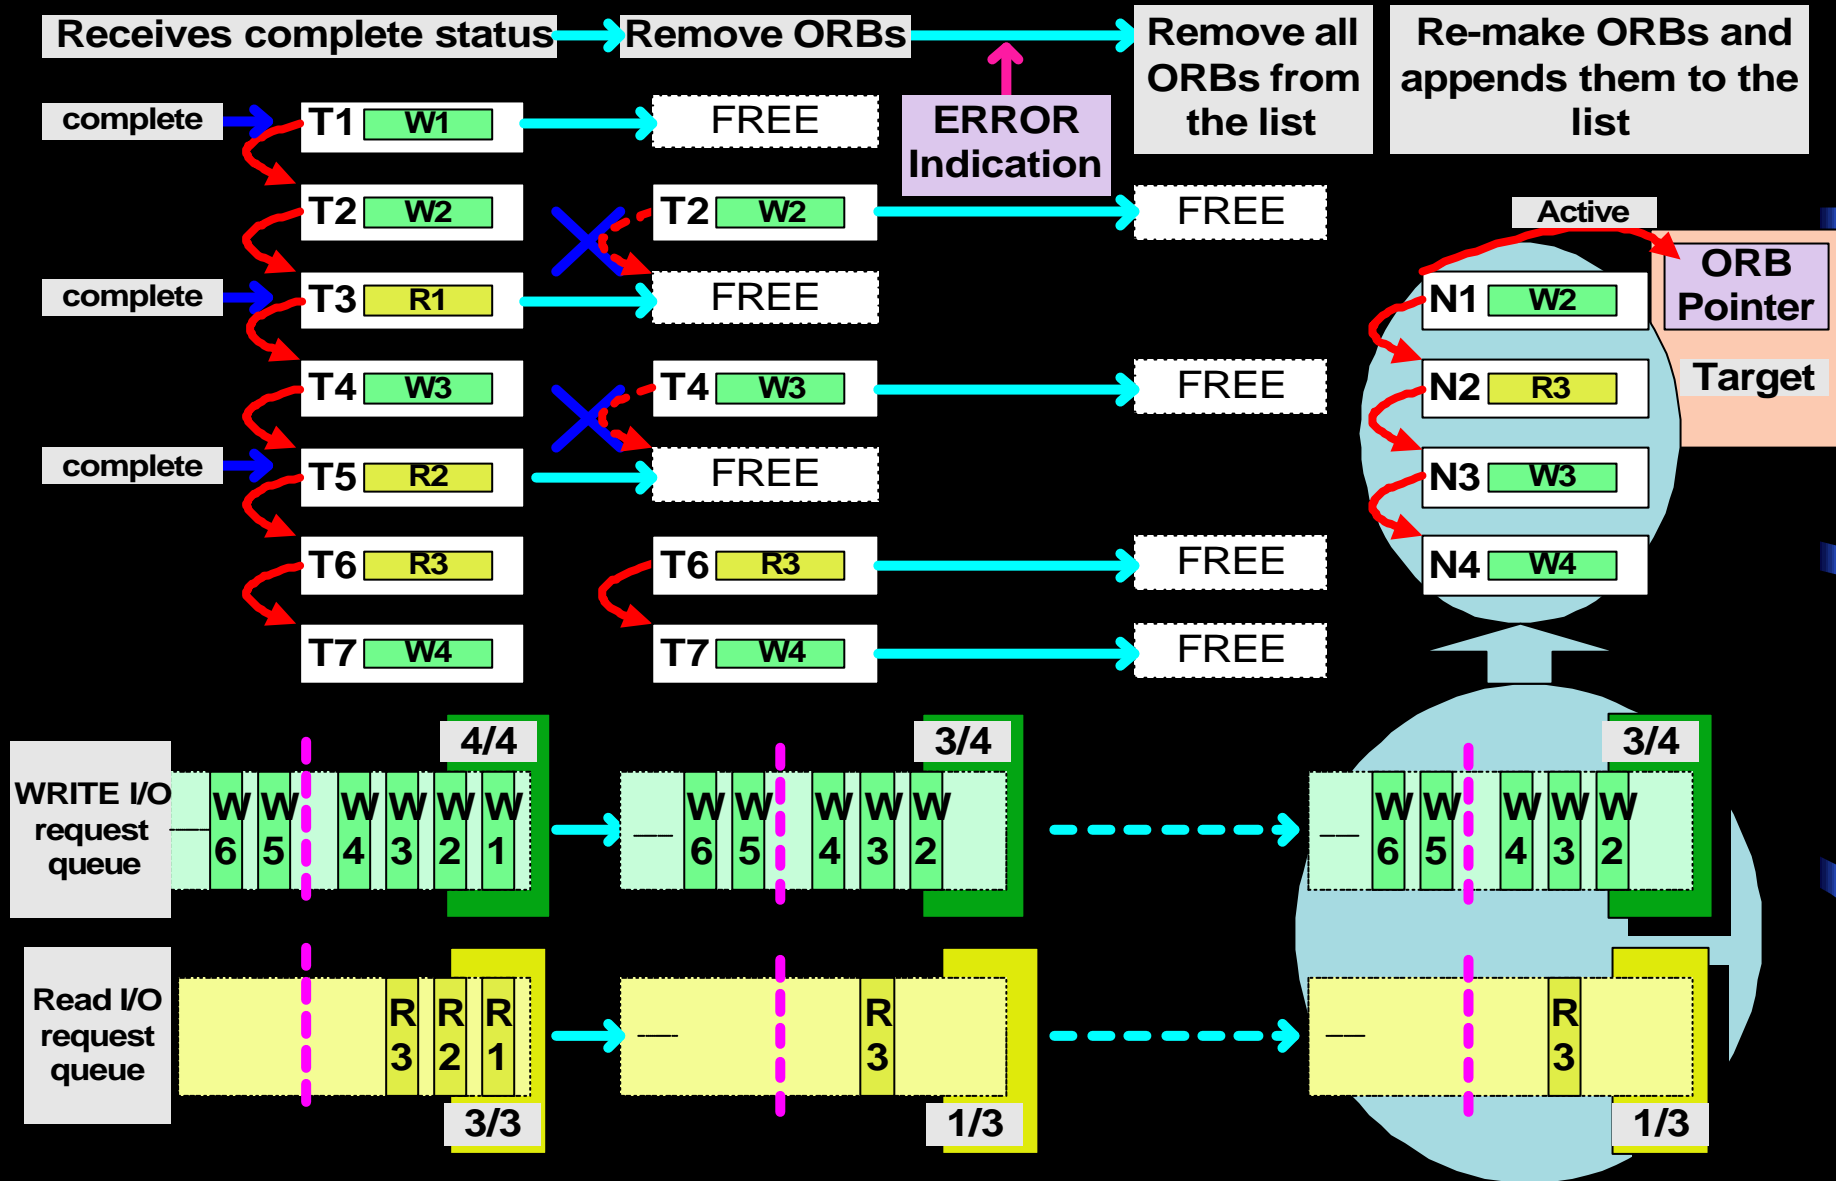 Receives complete status
Remove ORBs
Remove all
ORBs from
the list
Re-make ORBs and
appends them to the
list
ERROR
Indication
complete
T1 W1
FREE
T2 W2
T2 W2
FREE
Active
complete
T3 R1
FREE
N1 W2
ORB
Pointer
T4 W3
T4 W3
FREE
N2 R3
Target
complete
T5 R2
FREE
N3 W3
T6 R3
T6 R3
FREE
N4 W4
T7 W4
T7 W4
FREE
4/4
3/4
3/4
WRITE I/O
request
queue
W W W W W W
6 5 4 3 2 1
W W W W W
6 5 4 3 2
W W W W W
6 5 4 3 2
Read I/O
request
queue
R R R
3 2 1
R
3
R
3
3/3
1/3
1/3